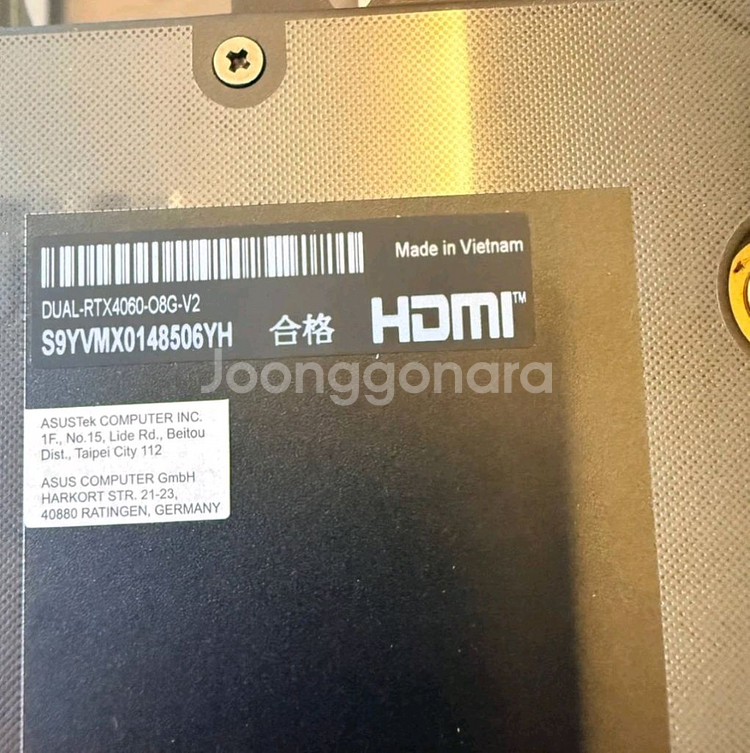 Made in Vietnam
DUAL-RTX4060-O8G-V2
S9YVMX0148506YH 合格 HDMI™
Joonggonara
ASUSTek COMPUTER INC.
1F., No.15, Lide Rd., Beitou
Dist., Taipei City 112
ASUS COMPUTER GmbH
HARKORT STR. 21-23,
40880 RATINGEN, GERMANY